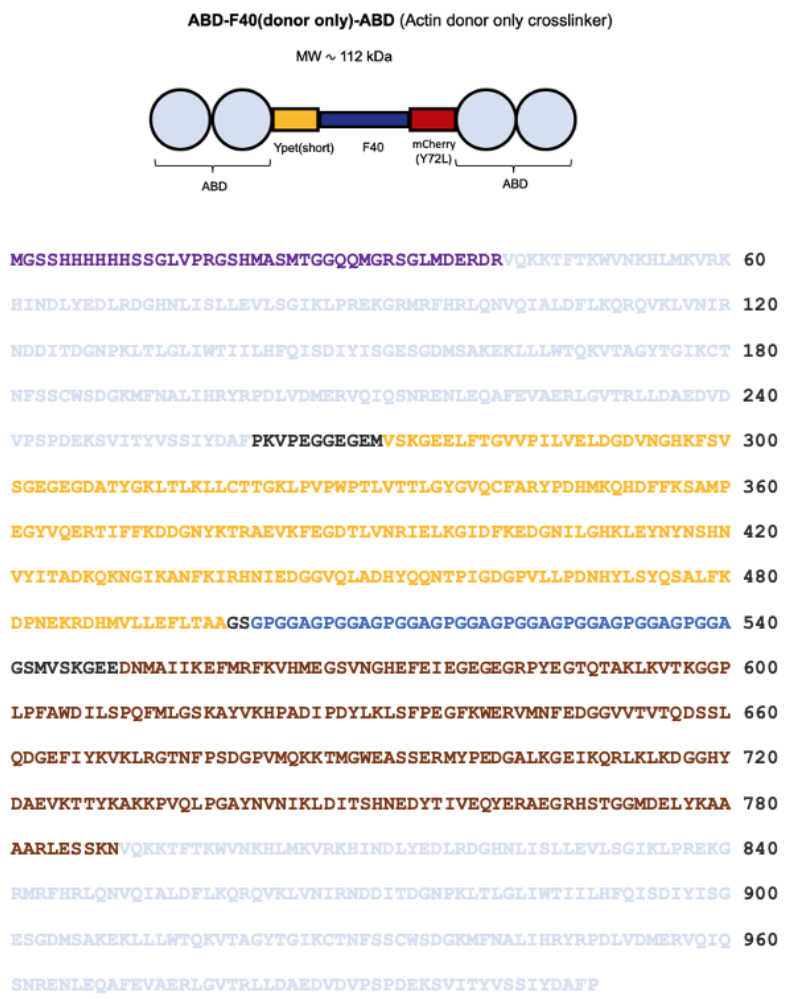 ABD-F40(donor only)-ABD (Actin donor only crosslinker)
MW ~ 112 kDa
Ypet(short) F40 mCherry
(Y72L)
ABD ABD
MGSSHHHHHHSSGLVPRGSHMASMTGGQQMGRSGLMDERDRVQKKTFTKWVNKHLMKVRK 60
HINDLYEDLRDGHNLISLLEVLSGIKLPREKGRMRFHRLQNVQIALDFLKQRQVKLVNIR 120
NDDITDGNPKLTLGLIWTIILHFQISDIYISGESGDMSAKEKLLLWTQKVTAGYTGIKCT 180
NFSSCWSDGKMFNALIHRYRPDLVDMERVQIQSNRENLEQAFEVAERLGVTRLLDAEDVD 240
VPSPDEKSVITYVSSIYDAFPKVPEGGEGEMVSKGEELFTGVVPILVELDGDVNGHKFSV 300
SGEGEGDATYGKLTLKLLCTTGKLPVPWPTLVTTLGYGVQCFARYPDHMKQHDFFKSAMP 360
EGYVQERTIFFKDDGNYKTRAEVKFEGDTLVNRIELKGIDFKEDGNILGHKLEYNYNSHN 420
VYITADKQKNGIKANFKIRHNIEDGGVQLADHYQQNTPIGDGPVLLPDNHYLSYQSALFK 480
DPNEKRDHMVLLEFLTAAGSGPGGAGPGGAGPGGAGPGGAGPGGAGPGGAGPGGAGPGGA 540
GSMVSKGEEDNMAIIKEFMRFKVHMEGSVNGHEFEIEGEGEGRPYEGTQTAKLKVTKGGP 600
LPFAWDILSPQFMLGSKAYVKHPADIPDYLKLSFPEGFKWERVMNFEDGGVVTVTQDSSL 660
QDGEFIYKVKLRGTNFPSDGPVMQKKTMGWEASSERMYPEDGALKGEIKQRLKLKDGGHY 720
DAEVKTTYKAKKPVQLPGAYNVNIKLDITSHNEDYTIVEQYERAEGRHSTGGMDELYKAA 780
AARLESSKNVQKKTFTKWVNKHLMKVRKHINDLYEDLRDGHNLISLLEVLSGIKLPREKG 840
RMRFHRLQNVQIALDFLKQRQVKLVNIRNDDITDGNPKLTLGLIWTIILHFQISDIYISG 900
ESGDMSAKEKLLLWTQKVTAGYTGIKCTNFSSCWSDGKMFNALIHRYRPDLVDMERVQIQ 960
SNRENLEQAFEVAERLGVTRLLDAEDVDVPSPDEKSVITYVSSIYDAFP